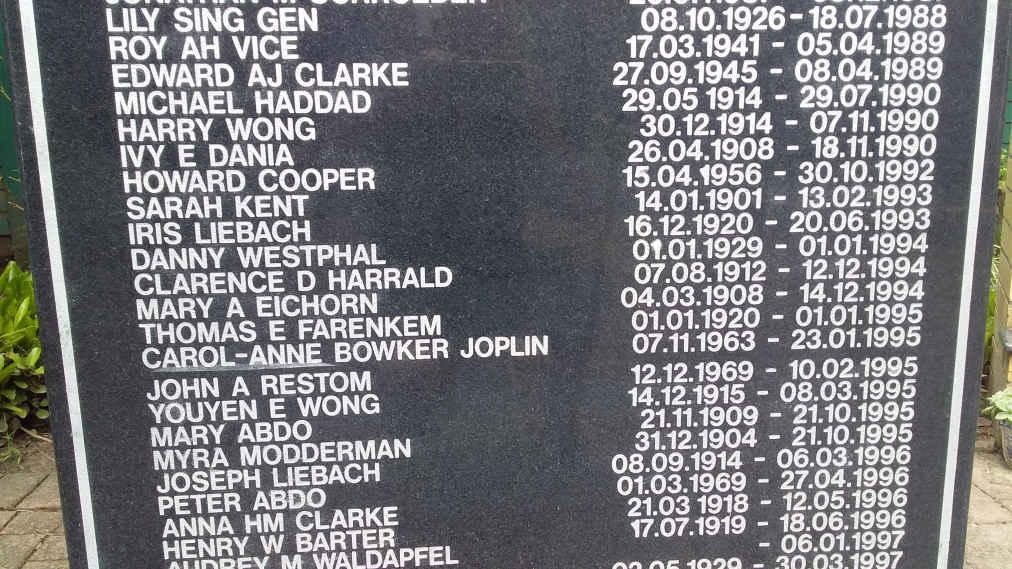 LILY SING GEN 08.10.1926 - 18.07.1988
ROY AH VICE 17.03.1941 - 05.04.1989
EDWARD AJ CLARKE 27.09.1945 - 08.04.1989
MICHAEL HADDAD 29.05 1914 - 29.07.1990
HARRY WONG 30.12.1914 - 07.11.1990
IVY E DANIA 26.04.1908 - 18.11.1990
HOWARD COOPER 15.04.1956 - 30.10.1992
SARAH KENT 14.01.1901 - 13.02.1993
IRIS LIEBACH 16.12.1920 - 20.06.1993
DANNY WESTPHAL 01.01.1929 - 01.01.1994
CLARENCE D HARRALD 07.08.1912 - 12.12.1994
MARY A EICHORN 04.03.1908 - 14.12.1994
THOMAS E FARENKEM 01.01.1920 - 01.01.1995
CAROL-ANNE BOWKER JOPLIN 07.11.1963 - 23.01.1995
JOHN A RESTOM 12.12.1969 - 10.02.1995
YOUYEN E WONG 14.12.1915 - 08.03.1995
MARY ABDO 21.11.1909 - 21.10.1995
MYRA MODDERMAN 31.12.1904 - 21.10.1995
JOSEPH LIEBACH 08.09.1914 - 06.03.1996
PETER ABDO 01.03.1969 - 27.04.1996
ANNA HM CLARKE 21.03 1918 - 12.05.1996
HENRY W BARTER 17.07.1919 - 18.06.1996
AUDREY M WALDAPFEL - 06.01.1997
- 30.03.1997